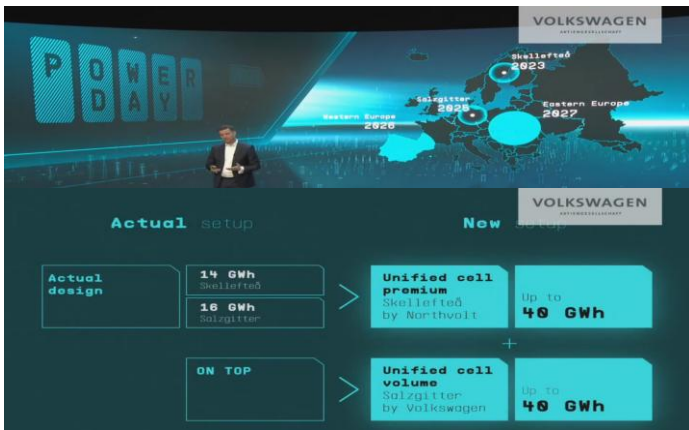 VOLKSWAGEN
AKTIENGESELLSCHAFT
POWER
DAY
Skellefteå
2023
Salzgitter
2025
Europe
2026
Eastern Europe
2027
VOLKSWAGEN
AKTIENGESELLSCHAFT
Actual setup
New setup
Actual
design
14 GWh
Skellefteå
16 GWh
Salzgitter
Unified cell
premium
Skellefteå
by Northvolt
Up to
40 GWh
+
ON TOP
Unified cell
volume
Salzgitter
by Volkswagen
Up to
40 GWh